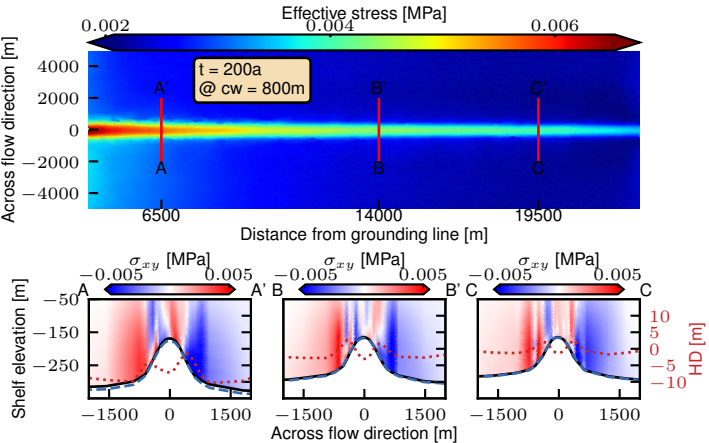 Effective stress [MPa]
0.002 0.004 0.006
Across flow direction [m]
4000
2000
0
−2000
−4000
t = 200a
@ cw = 800m
A' B' C'
A B C
6500 14000 19500
Distance from grounding line [m]
σxy [MPa] σxy [MPa] σxy [MPa]
−0.005 0.005 −0.005 0.005 −0.005 0.005
A A' B B' C C
Shelf elevation [m]
−50
−150
−250
10
5
0
−5
−10
HD [m]
−1500 0 1500 −1500 0 1500 −1500 0 1500
Across flow direction [m]